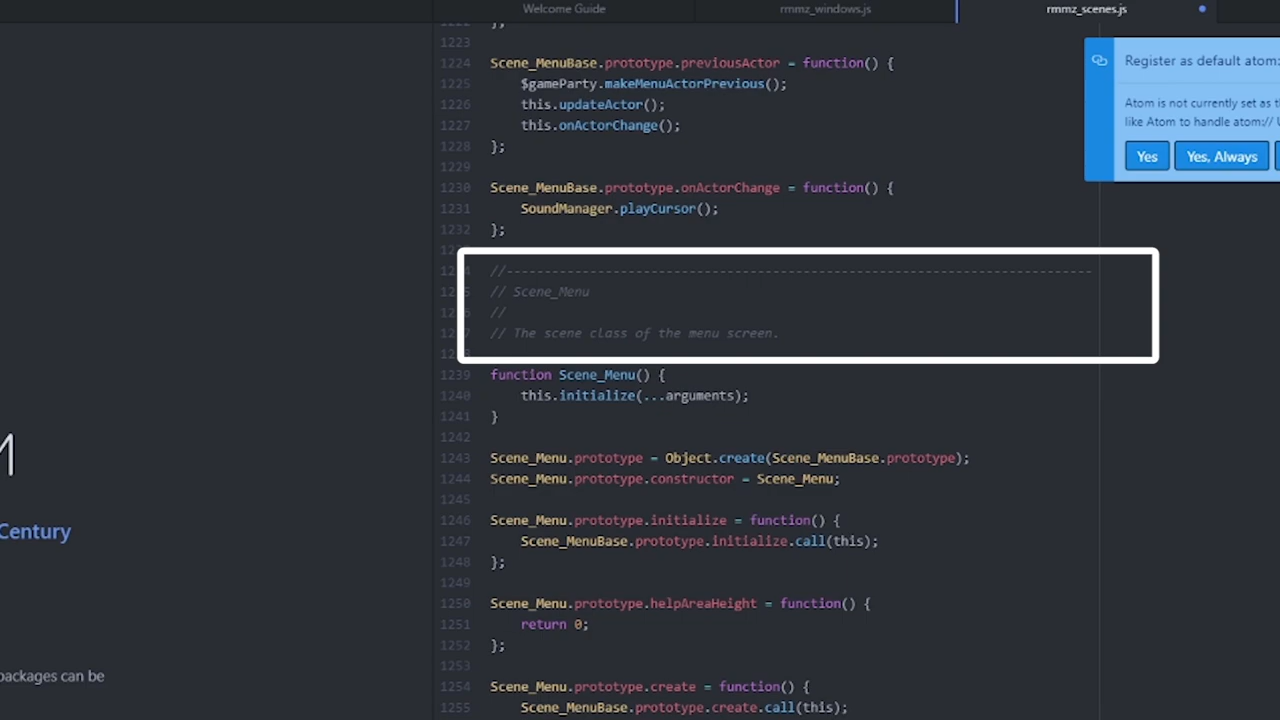 Welcome Guide
rmmz_windows.js
rmmz_scenes.js
1223
1224 Scene_MenuBase.prototype.previousActor = function() {
1225 $gameParty.makeMenuActorPrevious();
1226 this.updateActor();
1227 this.onActorChange();
1228 };
1229
1230 Scene_MenuBase.prototype.onActorChange = function() {
1231 SoundManager.playCursor();
1232 };
//-----------------------------------------------------------------------------
// Scene_Menu
//
// The scene class of the menu screen.
1239 function Scene_Menu() {
1240 this.initialize(...arguments);
1241 }
1242
1243 Scene_Menu.prototype = Object.create(Scene_MenuBase.prototype);
1244 Scene_Menu.prototype.constructor = Scene_Menu;
1245
1246 Scene_Menu.prototype.initialize = function() {
1247 Scene_MenuBase.prototype.initialize.call(this);
1248 };
1249
1250 Scene_Menu.prototype.helpAreaHeight = function() {
1251 return 0;
1252 };
1253
1254 Scene_Menu.prototype.create = function() {
1255 Scene_MenuBase.prototype.create.call(this);
Register as default atom:
Atom is not currently set as
like Atom to handle atom://
Yes
Yes, Always
Century
packages can be